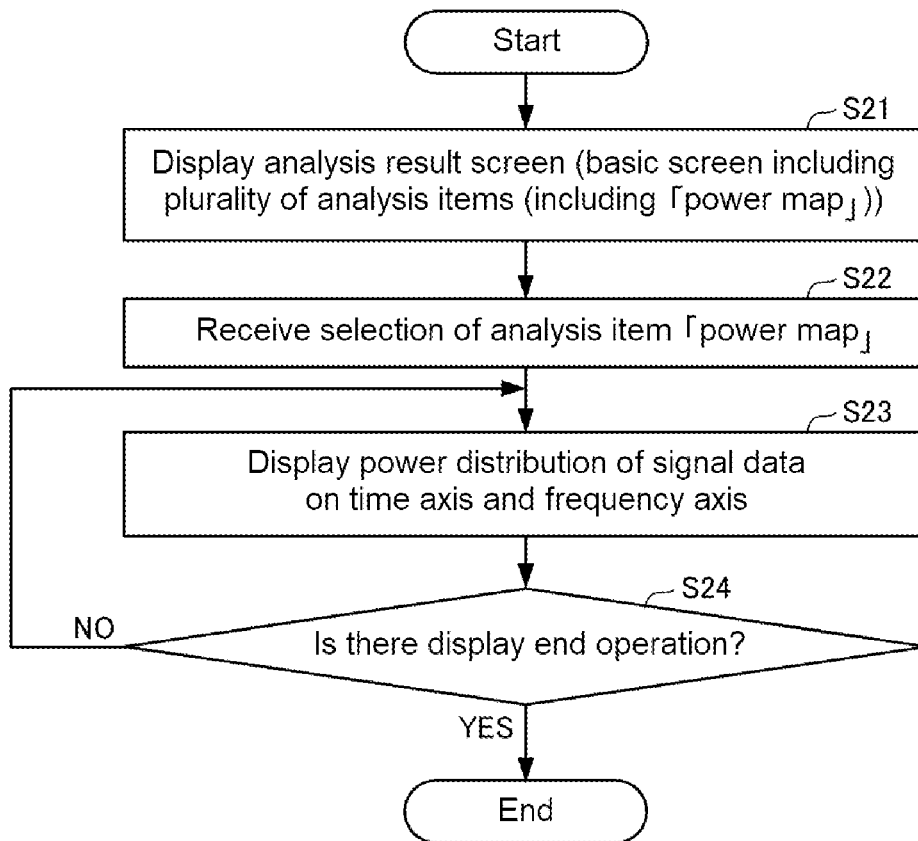 Start
S21
Display analysis result screen (basic screen including
plurality of analysis items (including ｢power map｣))
S22
Receive selection of analysis item ｢power map｣
S23
Display power distribution of signal data
on time axis and frequency axis
S24
Is there display end operation?
NO
YES
End